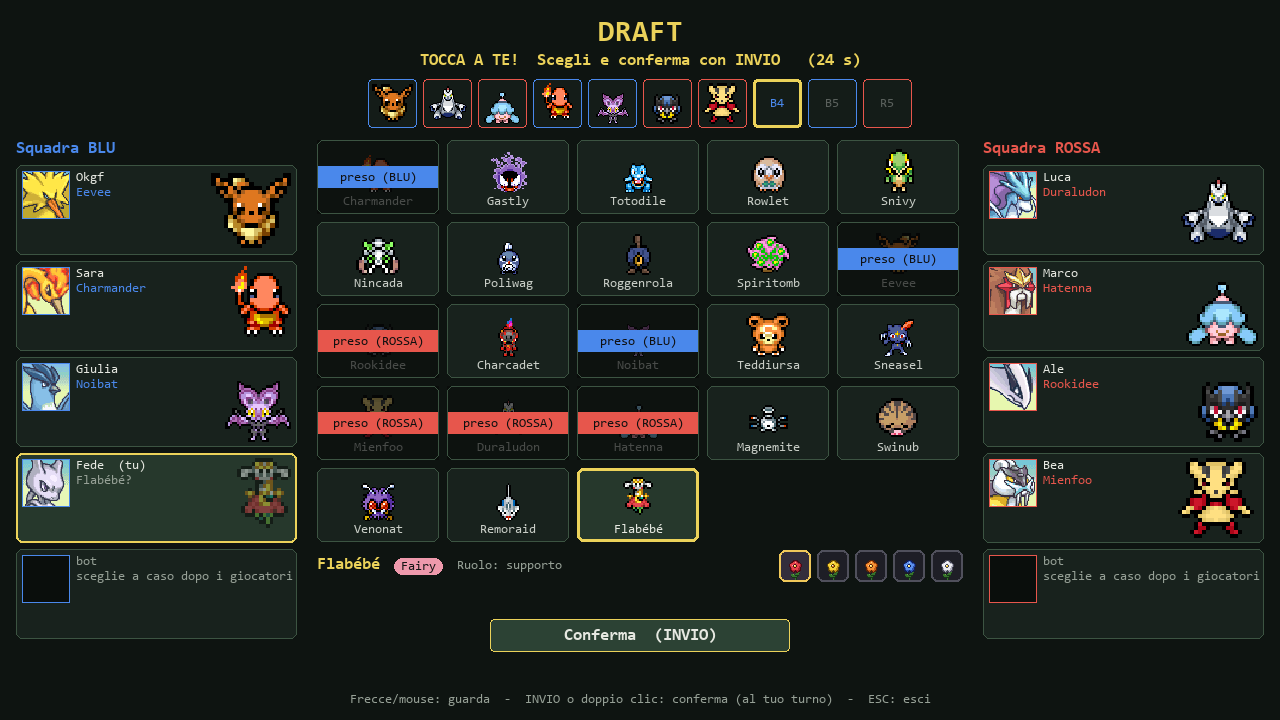 DRAFT
TOCCA A TE!  Scegli e conferma con INVIO   (24 s)
B4 B5 R5
Squadra BLU
Okgf
Eevee
Sara
Charmander
Giulia
Noibat
Fede  (tu)
Flabébé?
bot
sceglie a caso dopo i giocatori
preso (BLU)
Charmander
Gastly
Totodile
Rowlet
Snivy
Nincada
Poliwag
Roggenrola
Spiritomb
preso (BLU)
Eevee
preso (ROSSA)
Rookidee
Charcadet
preso (BLU)
Noibat
Teddiursa
Sneasel
preso (ROSSA)
Mienfoo
preso (ROSSA)
Duraludon
preso (ROSSA)
Hatenna
Magnemite
Swinub
Venonat
Remoraid
Flabébé
Flabébé Fairy Ruolo: supporto
Conferma  (INVIO)
Squadra ROSSA
Luca
Duraludon
Marco
Hatenna
Ale
Rookidee
Bea
Mienfoo
bot
sceglie a caso dopo i giocatori
Frecce/mouse: guarda  -  INVIO o doppio clic: conferma (al tuo turno)  -  ESC: esci